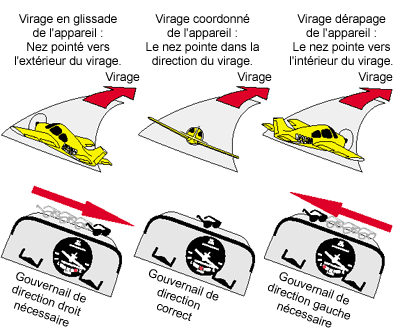 Virage en glissade
de l'appareil :
Nez pointé vers
l'extérieur du virage.
Virage
Virage coordonné
de l'appareil :
Le nez pointe dans la
direction du virage.
Virage
Virage dérapage
de l'appareil :
Le nez pointe vers
l'intérieur du virage.
Virage
Gouvernail de
direction droit
nécessaire
Gouvernail de
direction
correct
Gouvernail de
direction gauche
nécessaire